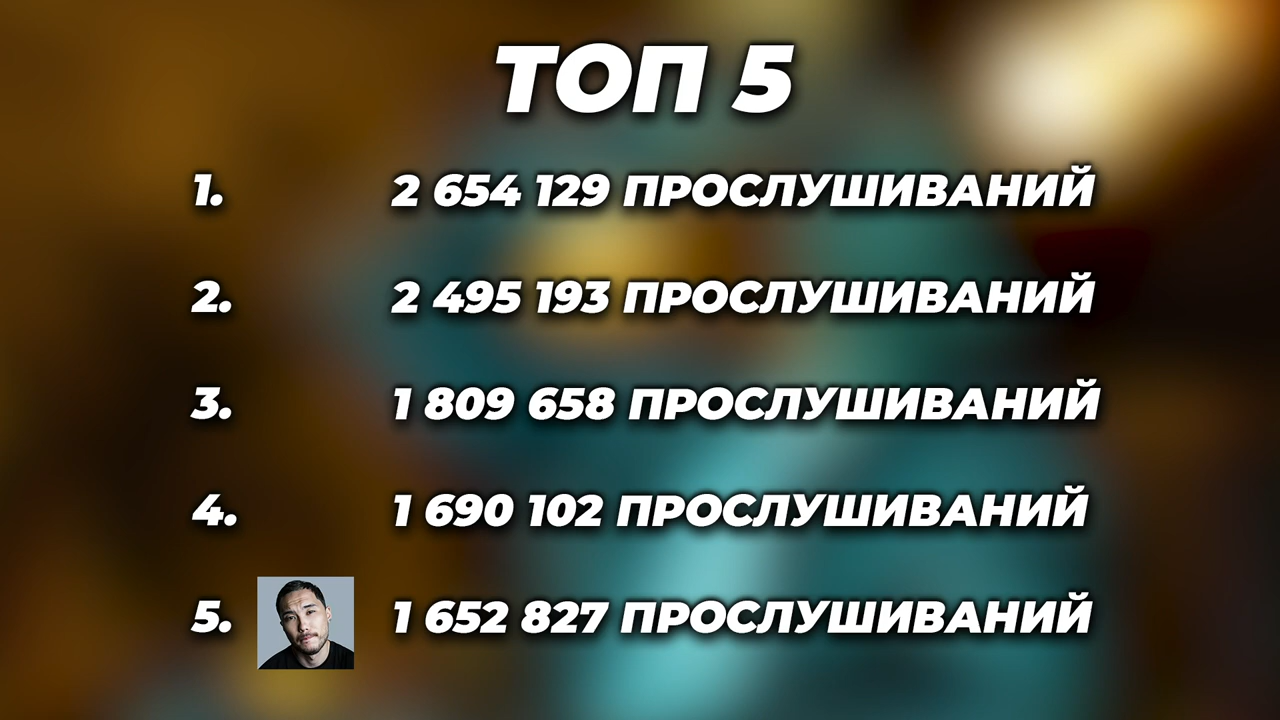 ТОП 5
1. 2 654 129 ПРОСЛУШИВАНИЙ
2. 2 495 193 ПРОСЛУШИВАНИЙ
3. 1 809 658 ПРОСЛУШИВАНИЙ
4. 1 690 102 ПРОСЛУШИВАНИЙ
5. 1 652 827 ПРОСЛУШИВАНИЙ